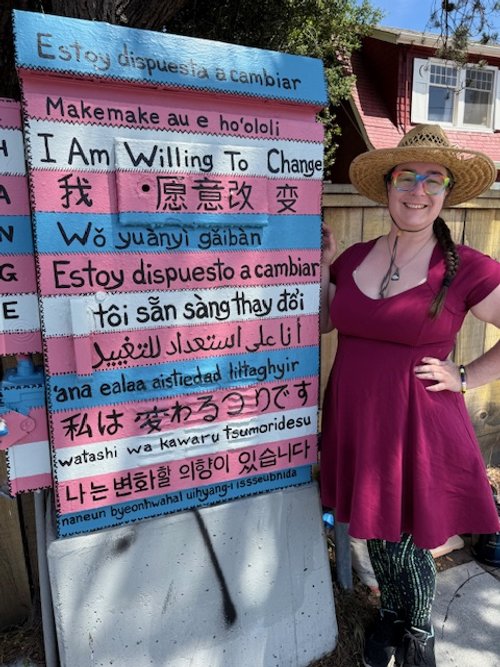 Estoy dispuesta a cambiar
Makemake au e ho'ololi
I Am Willing To Change
我愿意改变
Wǒ yuànyì gǎibàn
Estoy dispuesto a cambiar
tôi sẵn sàng thay đổi
أنا على استعداد للتغيير
'ana ealaa aistiedad liltaghyir
私は変わるつりです
watashi wa kawaru tsumoridesu
나는 변화할 의향이 있습니다
naneun byeonhwahal uihyang-i issseubnida
H
A
N
G
E